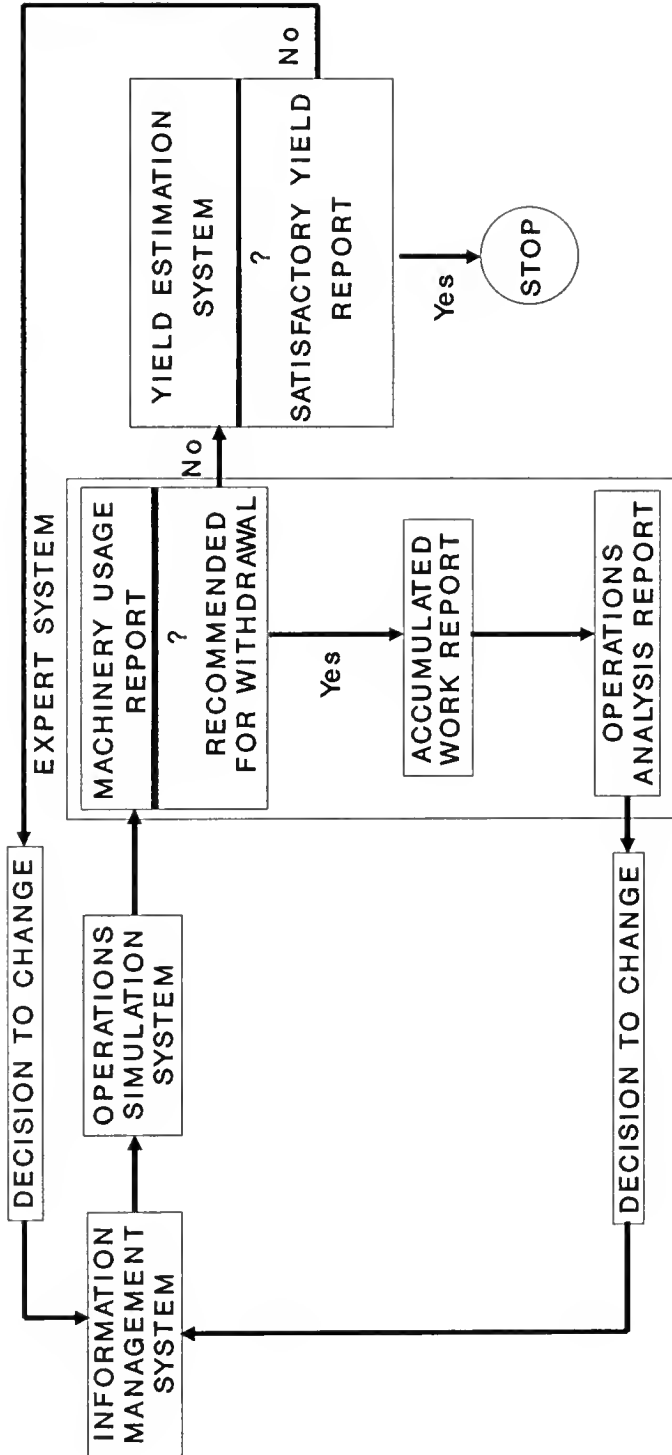 DECISION TO CHANGE
EXPERT SYSTEM
No
INFORMATION
MANAGEMENT
SYSTEM
OPERATIONS
SIMULATION
SYSTEM
MACHINERY USAGE
REPORT
?
RECOMMENDED
FOR WITHDRAWAL
No
YIELD ESTIMATION
SYSTEM
?
SATISFACTORY YIELD
REPORT
Yes
Yes
ACCUMULATED
WORK REPORT
STOP
OPERATIONS
ANALYSIS REPORT
DECISION TO CHANGE